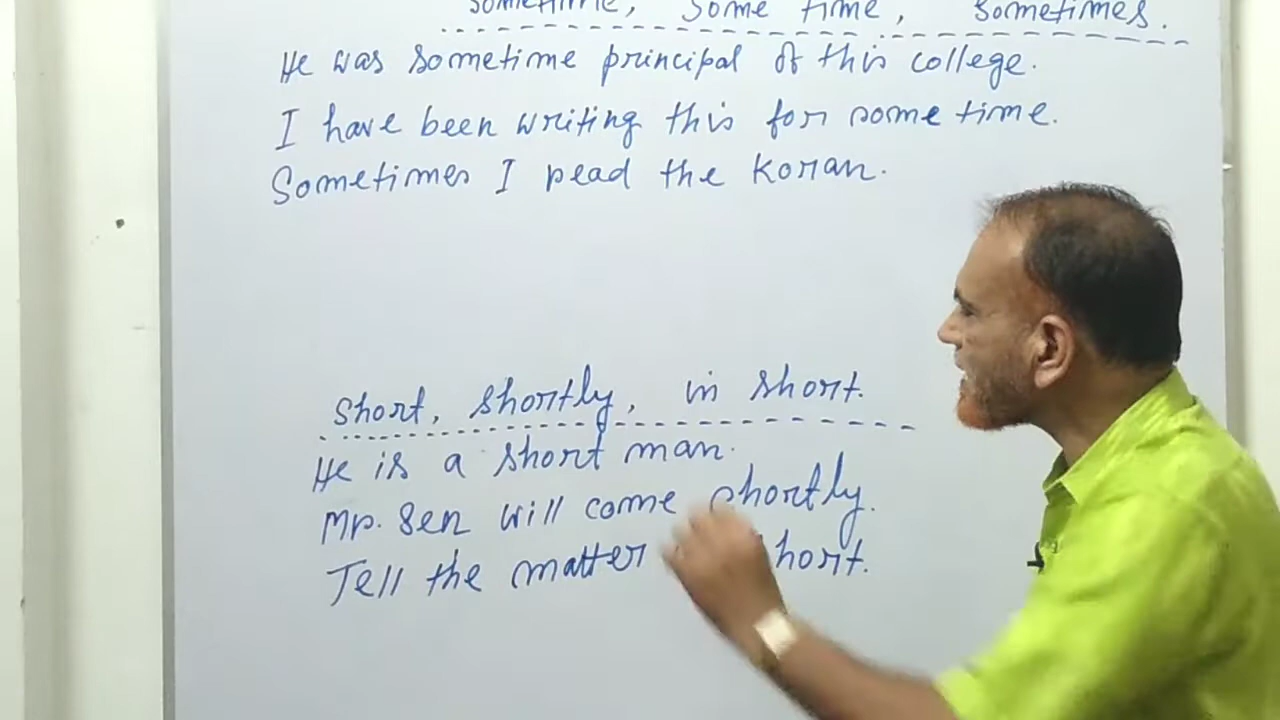 sometime, some time, sometimes.
He was sometime principal of this college.
I have been writing this for some time.
Sometimes I read the Koran.
short, shortly, in short.
He is a short man.
Mr. Sen will come shortly.
Tell the matter short.